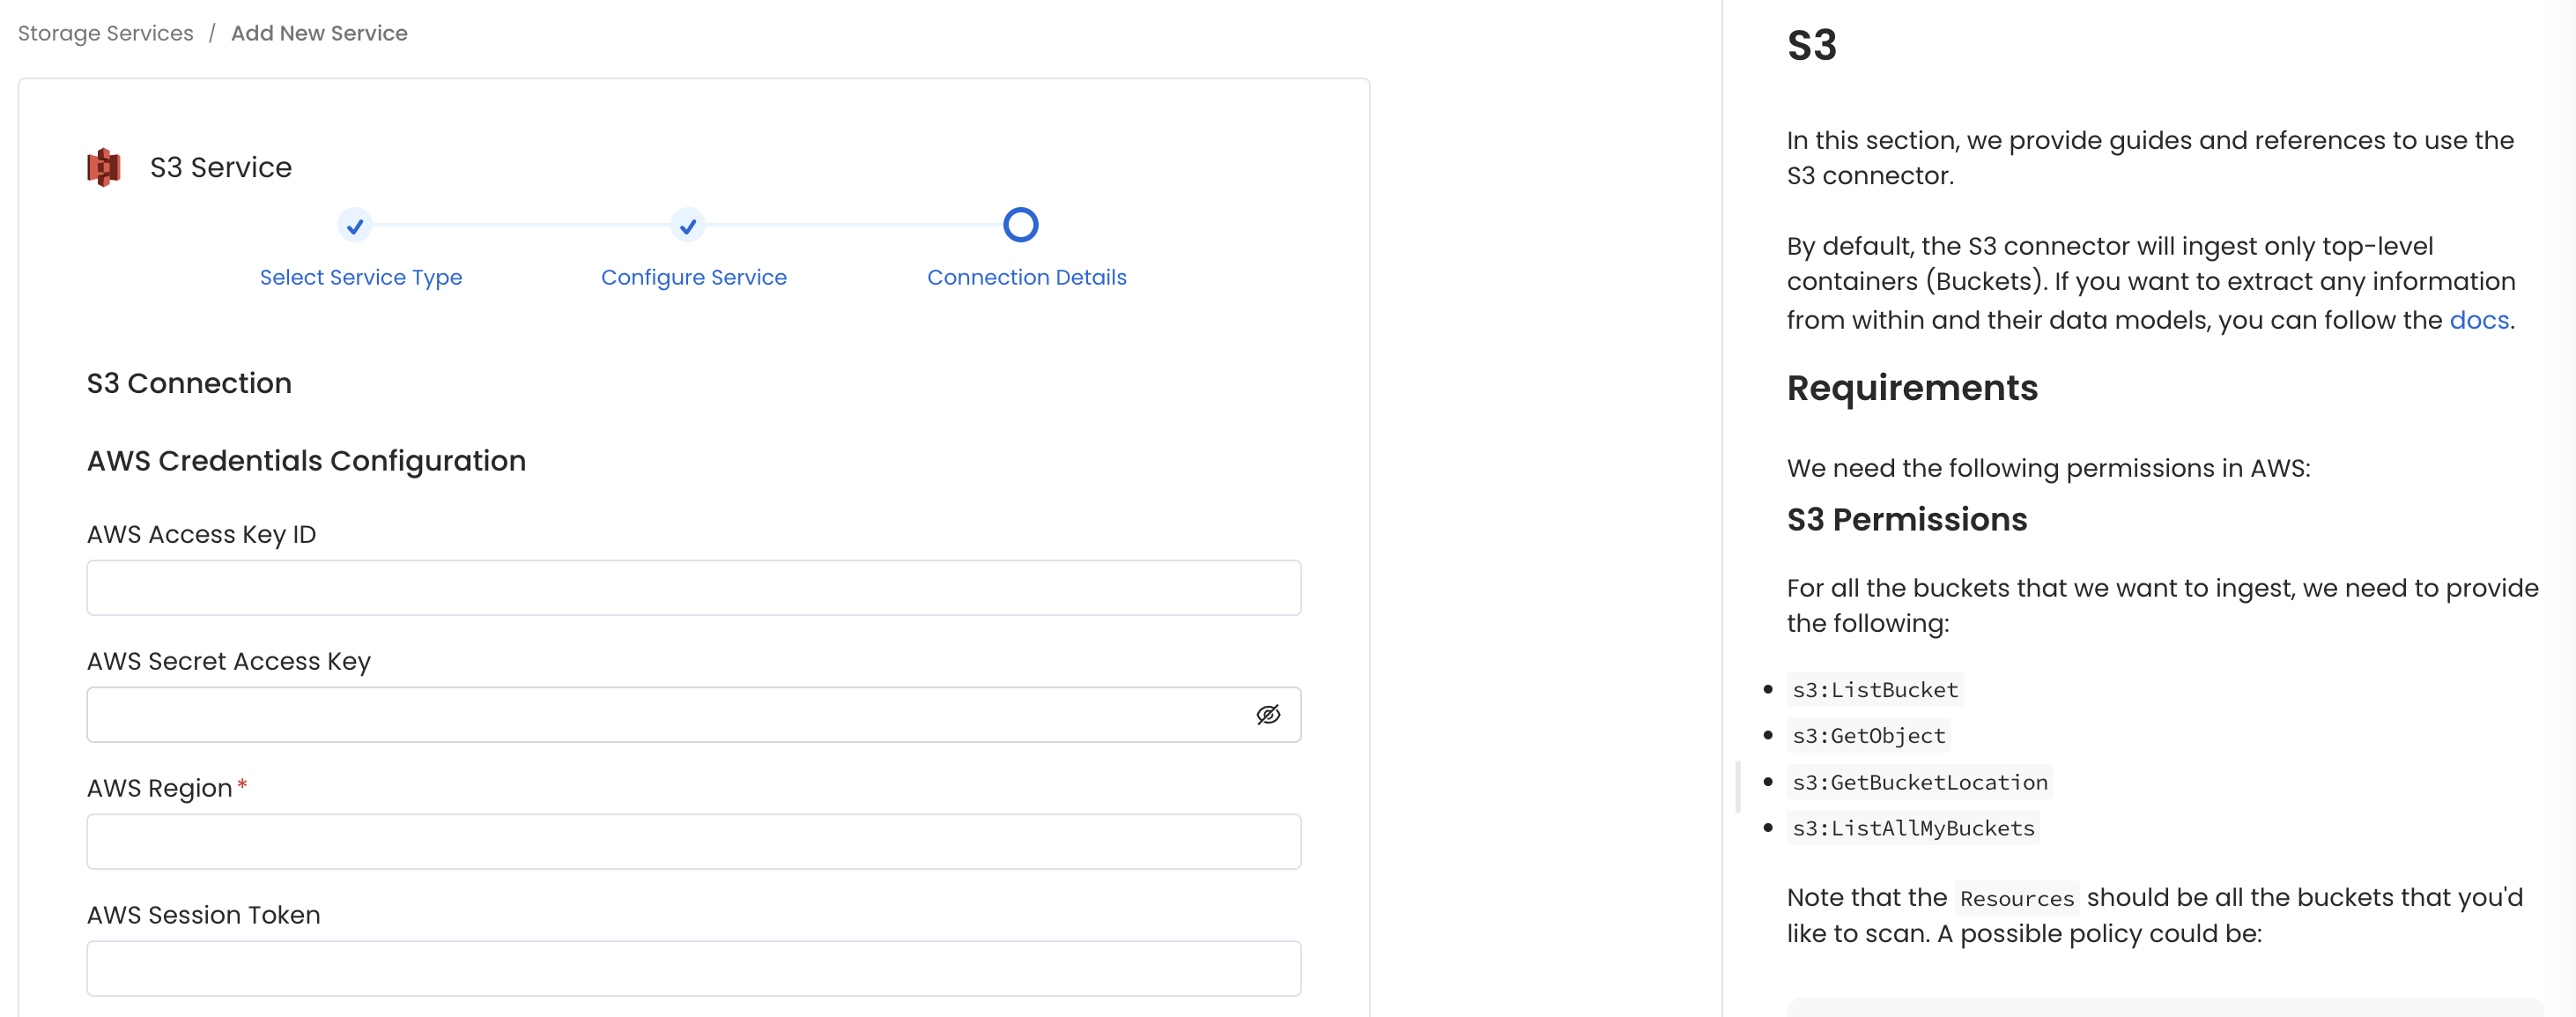 Storage Services / Add New Service
S3 Service
Select Service Type
Configure Service
Connection Details
S3 Connection
AWS Credentials Configuration
AWS Access Key ID
AWS Secret Access Key
AWS Region*
AWS Session Token
S3
In this section, we provide guides and references to use the
S3 connector.
By default, the S3 connector will ingest only top-level
containers (Buckets). If you want to extract any information
from within and their data models, you can follow the docs.
Requirements
We need the following permissions in AWS:
S3 Permissions
For all the buckets that we want to ingest, we need to provide
the following:
s3:ListBucket
s3:GetObject
s3:GetBucketLocation
s3:ListAllMyBuckets
Note that the Resources should be all the buckets that you'd
like to scan. A possible policy could be: